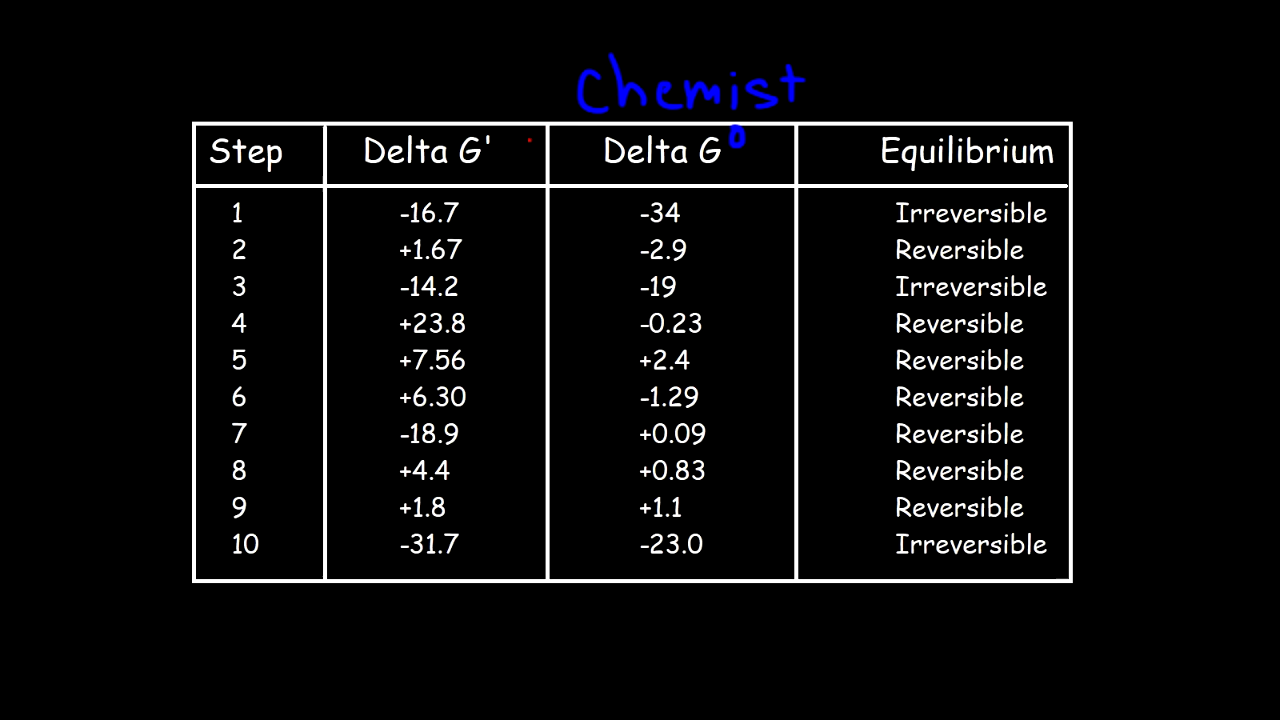 Chemist
Step Delta G' Delta G° Equilibrium
1 -16.7 -34 Irreversible
2 +1.67 -2.9 Reversible
3 -14.2 -19 Irreversible
4 +23.8 -0.23 Reversible
5 +7.56 +2.4 Reversible
6 +6.30 -1.29 Reversible
7 -18.9 +0.09 Reversible
8 +4.4 +0.83 Reversible
9 +1.8 +1.1 Reversible
10 -31.7 -23.0 Irreversible